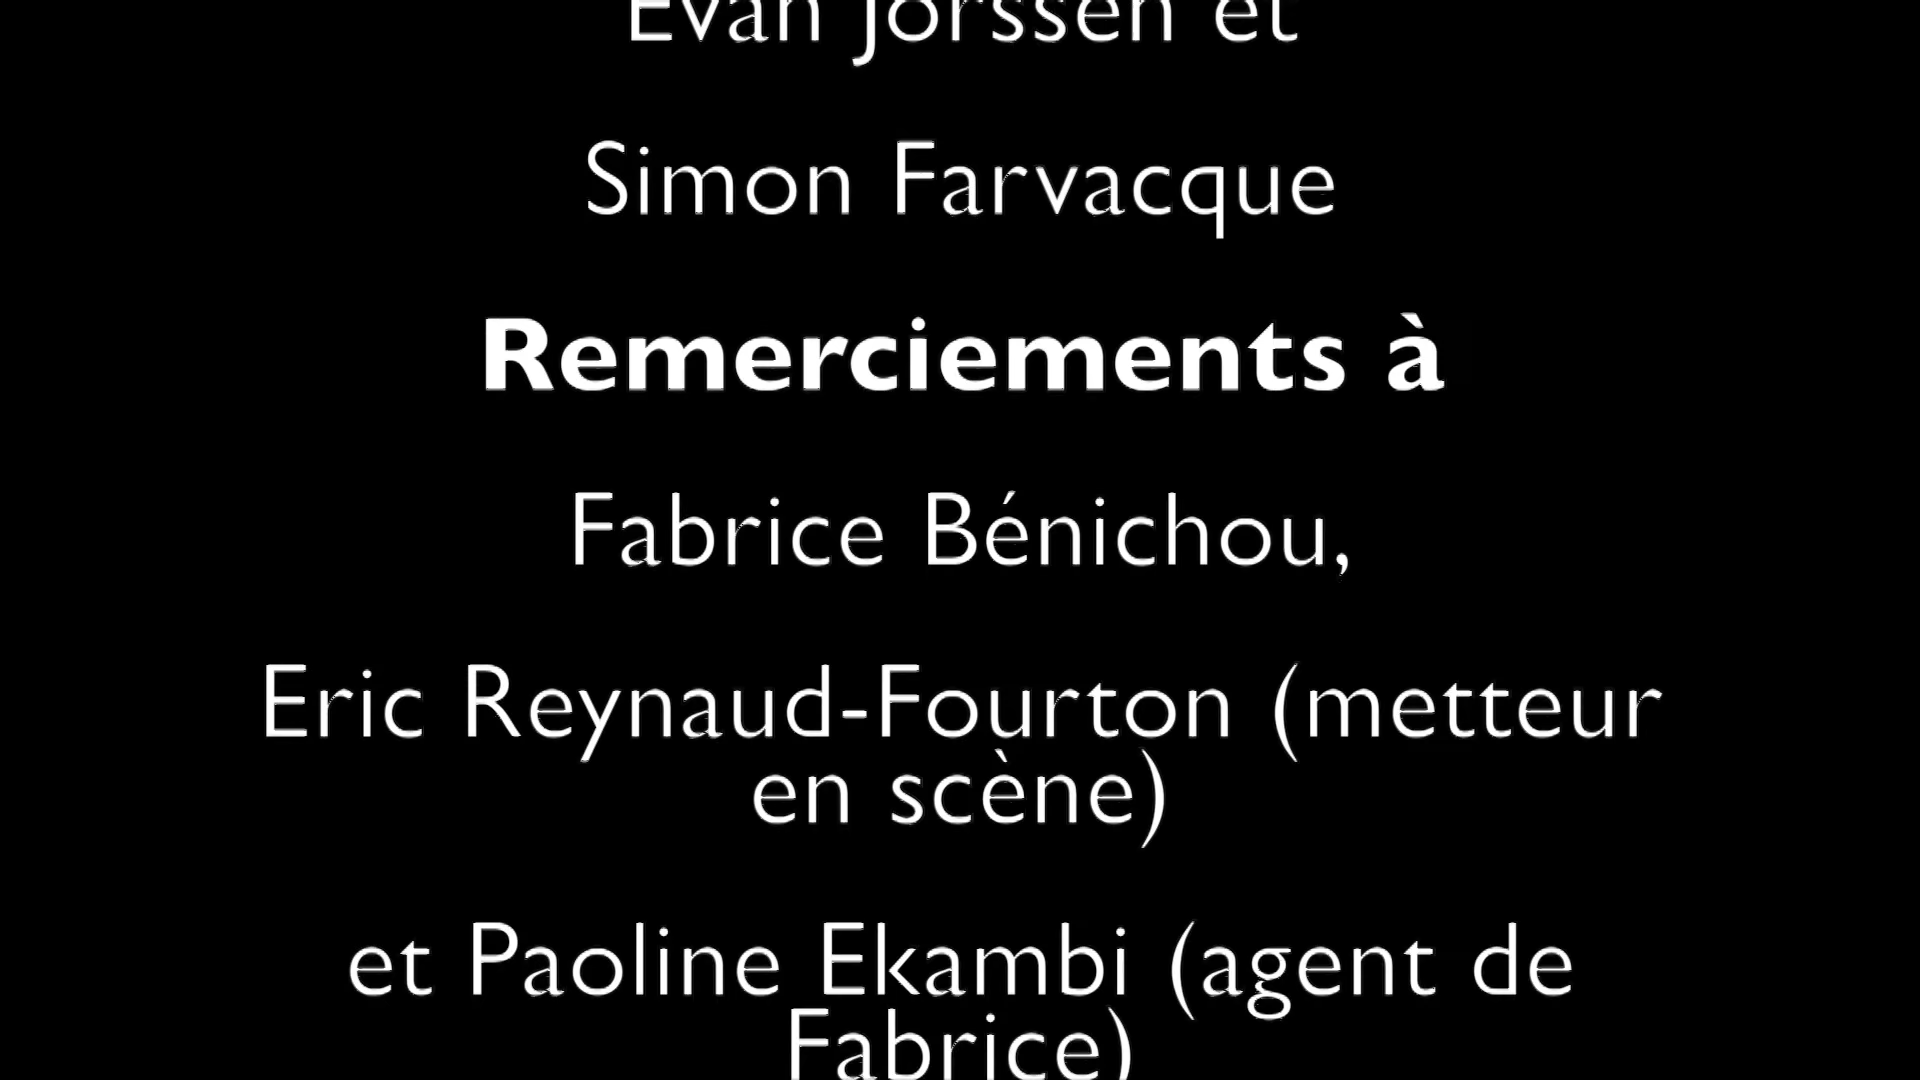 Evan Jorssen et
Simon Farvacque
Remerciements à
Fabrice Bénichou,
Eric Reynaud-Fourton (metteur
en scène)
et Paoline Ekambi (agent de
Fabrice)